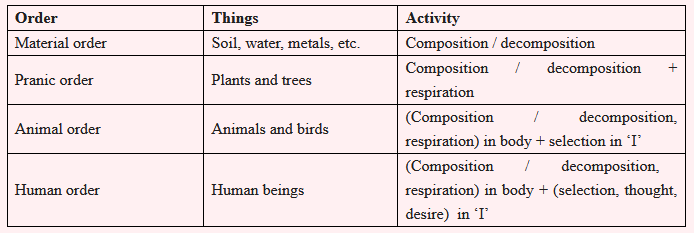 Order Things Activity
Material order Soil, water, metals, etc. Composition / decomposition
Pranic order Plants and trees Composition / decomposition +
respiration
Animal order Animals and birds (Composition / decomposition,
respiration) in body + selection in ‘I’
Human order Human beings (Composition / decomposition,
respiration) in body + (selection, thought,
desire) in ‘I’